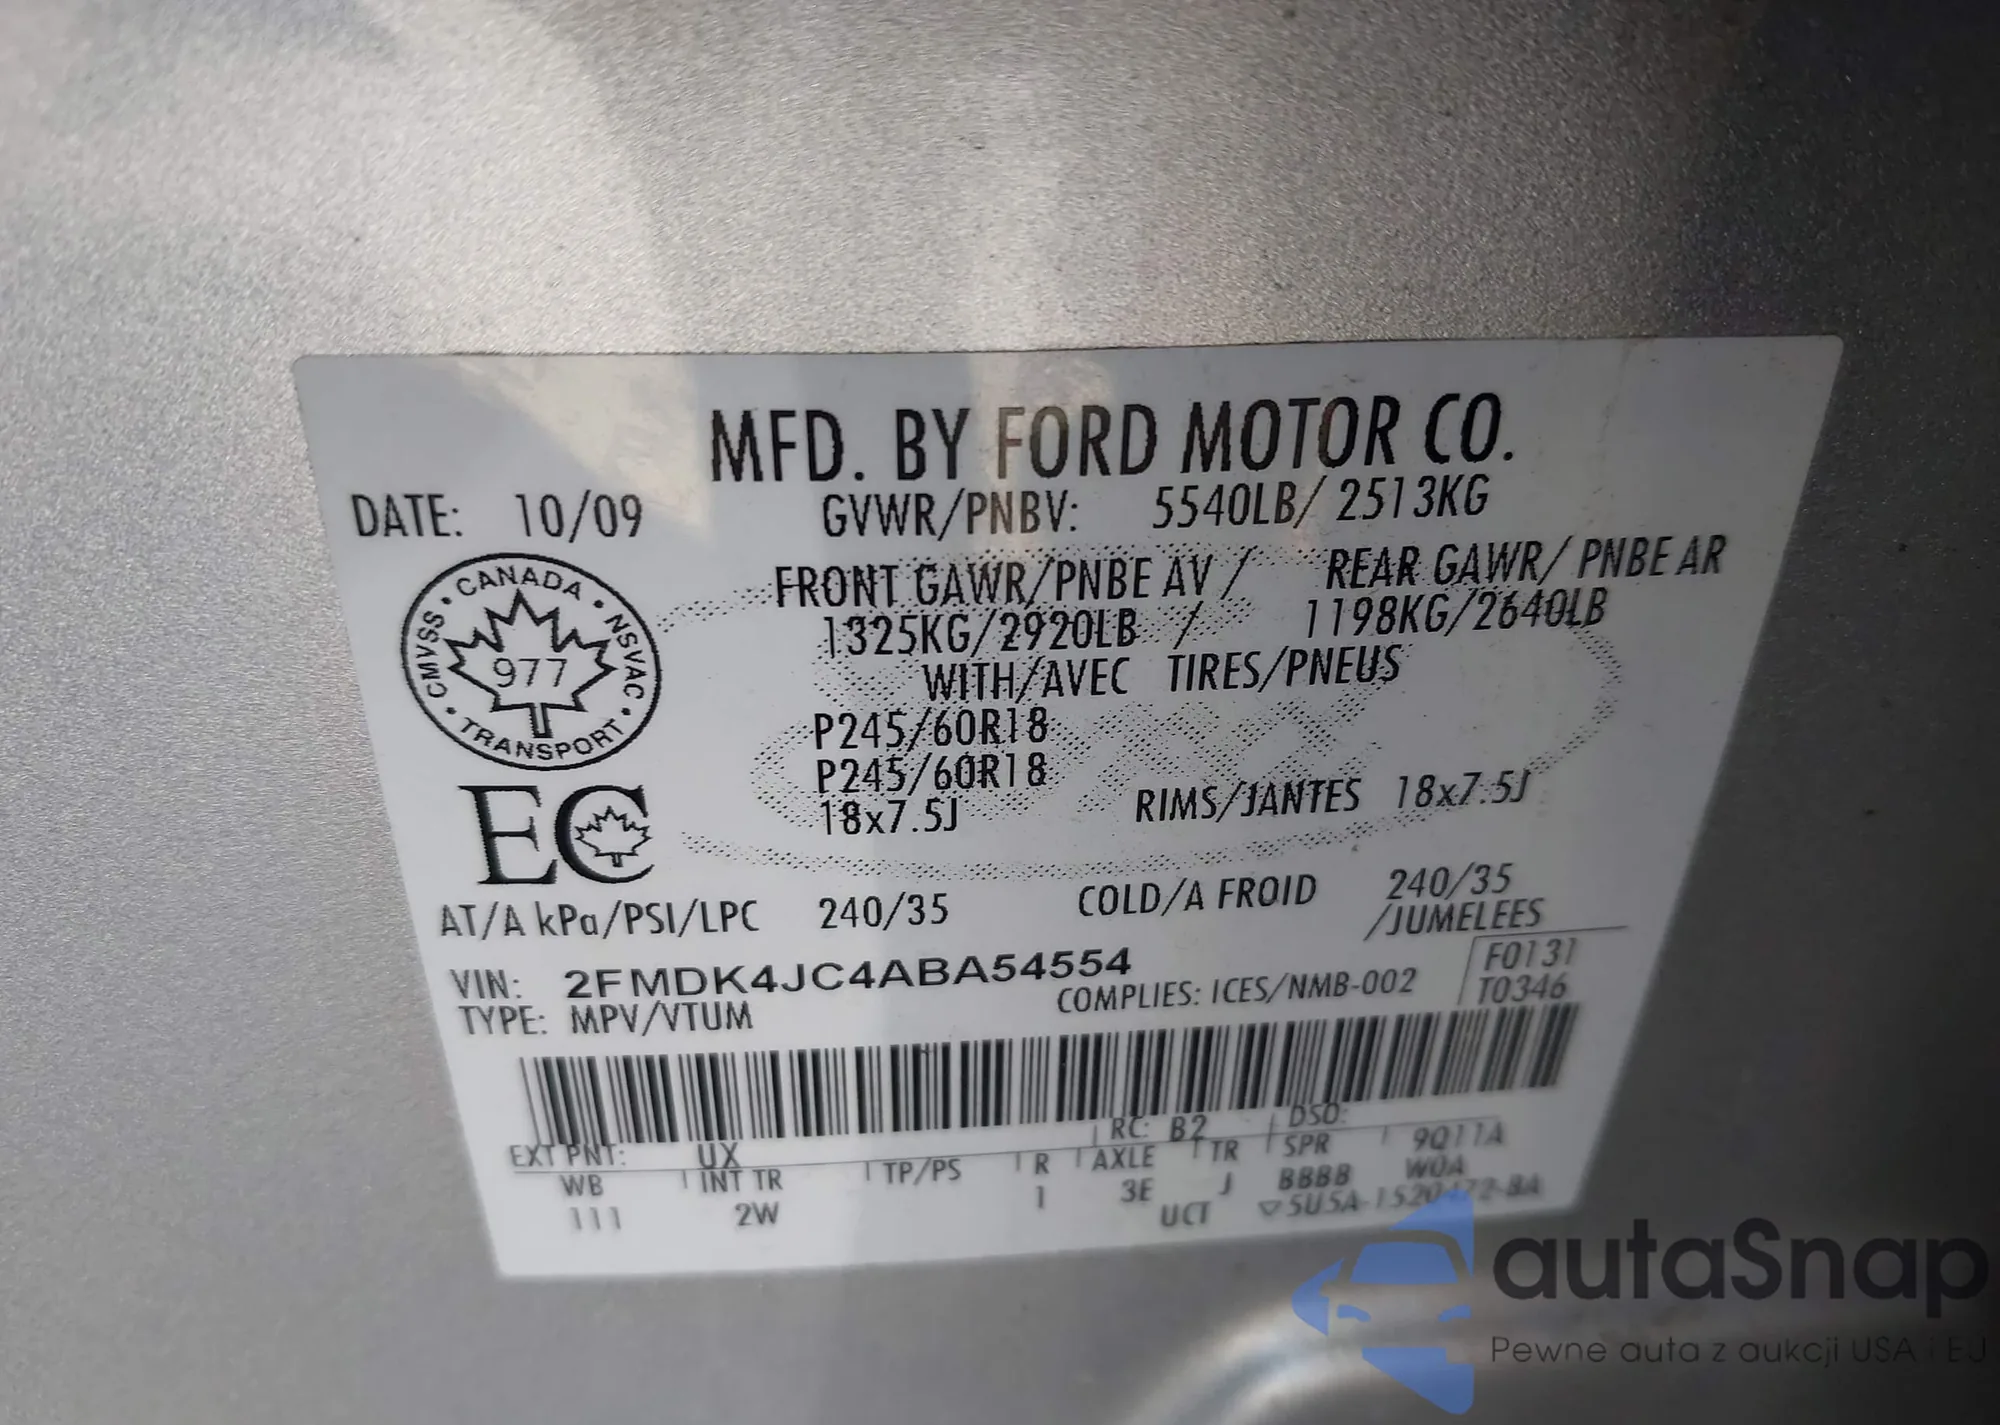 MFD. BY FORD MOTOR CO.
DATE: 10/09 GVWR/PNBV: 5540LB/ 2513KG
CANADA · NSVAC · TRANSPORT · CMVSS ·
977
FRONT GAWR/PNBE AV / REAR GAWR/ PNBE AR
1325KG/2920LB / 1198KG/2640LB
WITH/AVEC TIRES/PNEUS
P245/60R18
P245/60R18
18x7.5J RIMS/JANTES 18x7.5J
EC
AT/A kPa/PSI/LPC 240/35 COLD/A FROID 240/35
/JUMELEES
VIN: 2FMDK4JC4ABA54554 F0131
TYPE: MPV/VTUM COMPLIES: ICES/NMB-002 T0346
EXT PNT: UX RC: B2 DSO:
WB INT TR TP/PS R AXLE TR SPR 9Q11A
111 2W 1 3E J BBBB W0A
UCT ▽5U5A-1520472-BA
autaSnap
Pewne auta z aukcji USA i EU